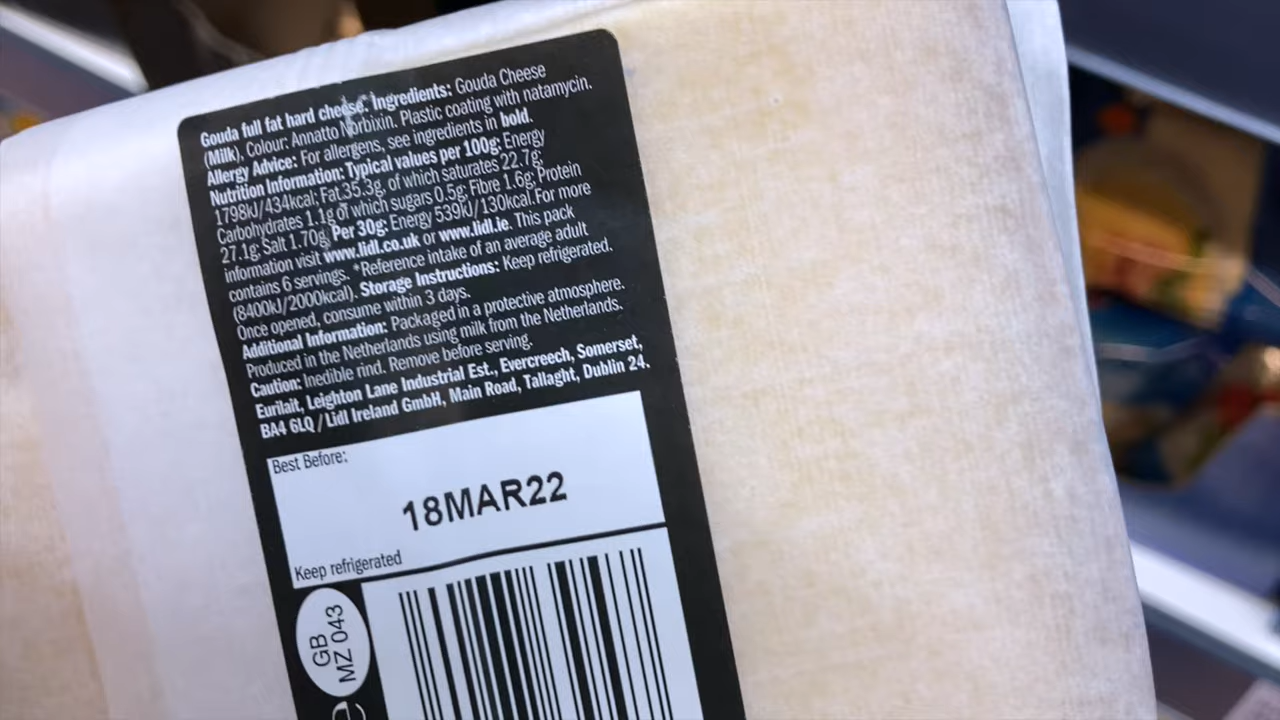 Gouda full fat hard cheese. Ingredients: Gouda Cheese
(Milk), Colour: Annatto Norbixin. Plastic coating with natamycin.
Allergy Advice: For allergens, see ingredients in bold.
Nutrition Information: Typical values per 100g: Energy
1798kJ/434kcal; Fat 35.3g, of which saturates 22.7g;
Carbohydrates 1.1g of which sugars 0.5g; Fibre 1.6g; Protein
27.1g; Salt 1.70g. Per 30g: Energy 539kJ/130kcal.For more
information visit www.lidl.co.uk or www.lidl.ie. This pack
contains 6 servings. *Reference intake of an average adult
(8400kJ/2000kcal). Storage Instructions: Keep refrigerated.
Once opened, consume within 3 days.
Additional Information: Packaged in a protective atmosphere.
Produced in the Netherlands using milk from the Netherlands.
Caution: Inedible rind. Remove before serving.
Eurilait, Leighton Lane Industrial Est., Evercreech, Somerset,
BA4 6LQ/Lidl Ireland GmbH, Main Road, Tallaght, Dublin 24.
Best Before:
18MAR22
Keep refrigerated
GB
MZ 043
e